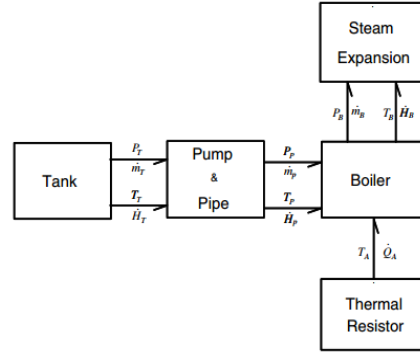 Steam
Expansion
P_B ṁ_B T_B Ḣ_B
P_T
ṁ_T
T_T
Ḣ_T
Tank
Pump
&
Pipe
P_P
ṁ_p
T_P
Ḣ_P
Boiler
T_A Q̇_A
Thermal
Resistor